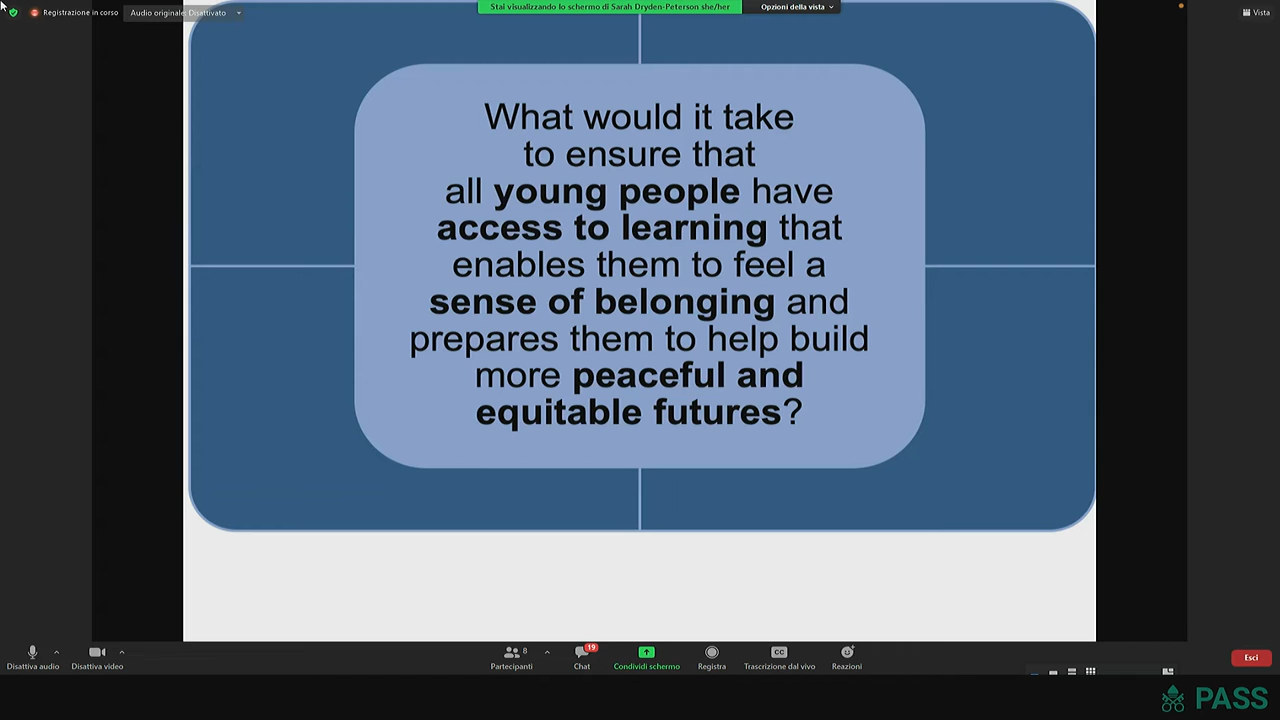 Registrazione in corso
Audio originale: Disattivato
Stai visualizzando lo schermo di Sarah Dryden-Peterson she/her
Opzioni della vista
Vista
What would it take
to ensure that
all young people have
access to learning that
enables them to feel a
sense of belonging and
prepares them to help build
more peaceful and
equitable futures?
Disattiva audio
Disattiva video
Partecipanti
8
Chat
19
Condividi schermo
Registra
CC
Trascrizione dal vivo
Reazioni
Esci
PASS